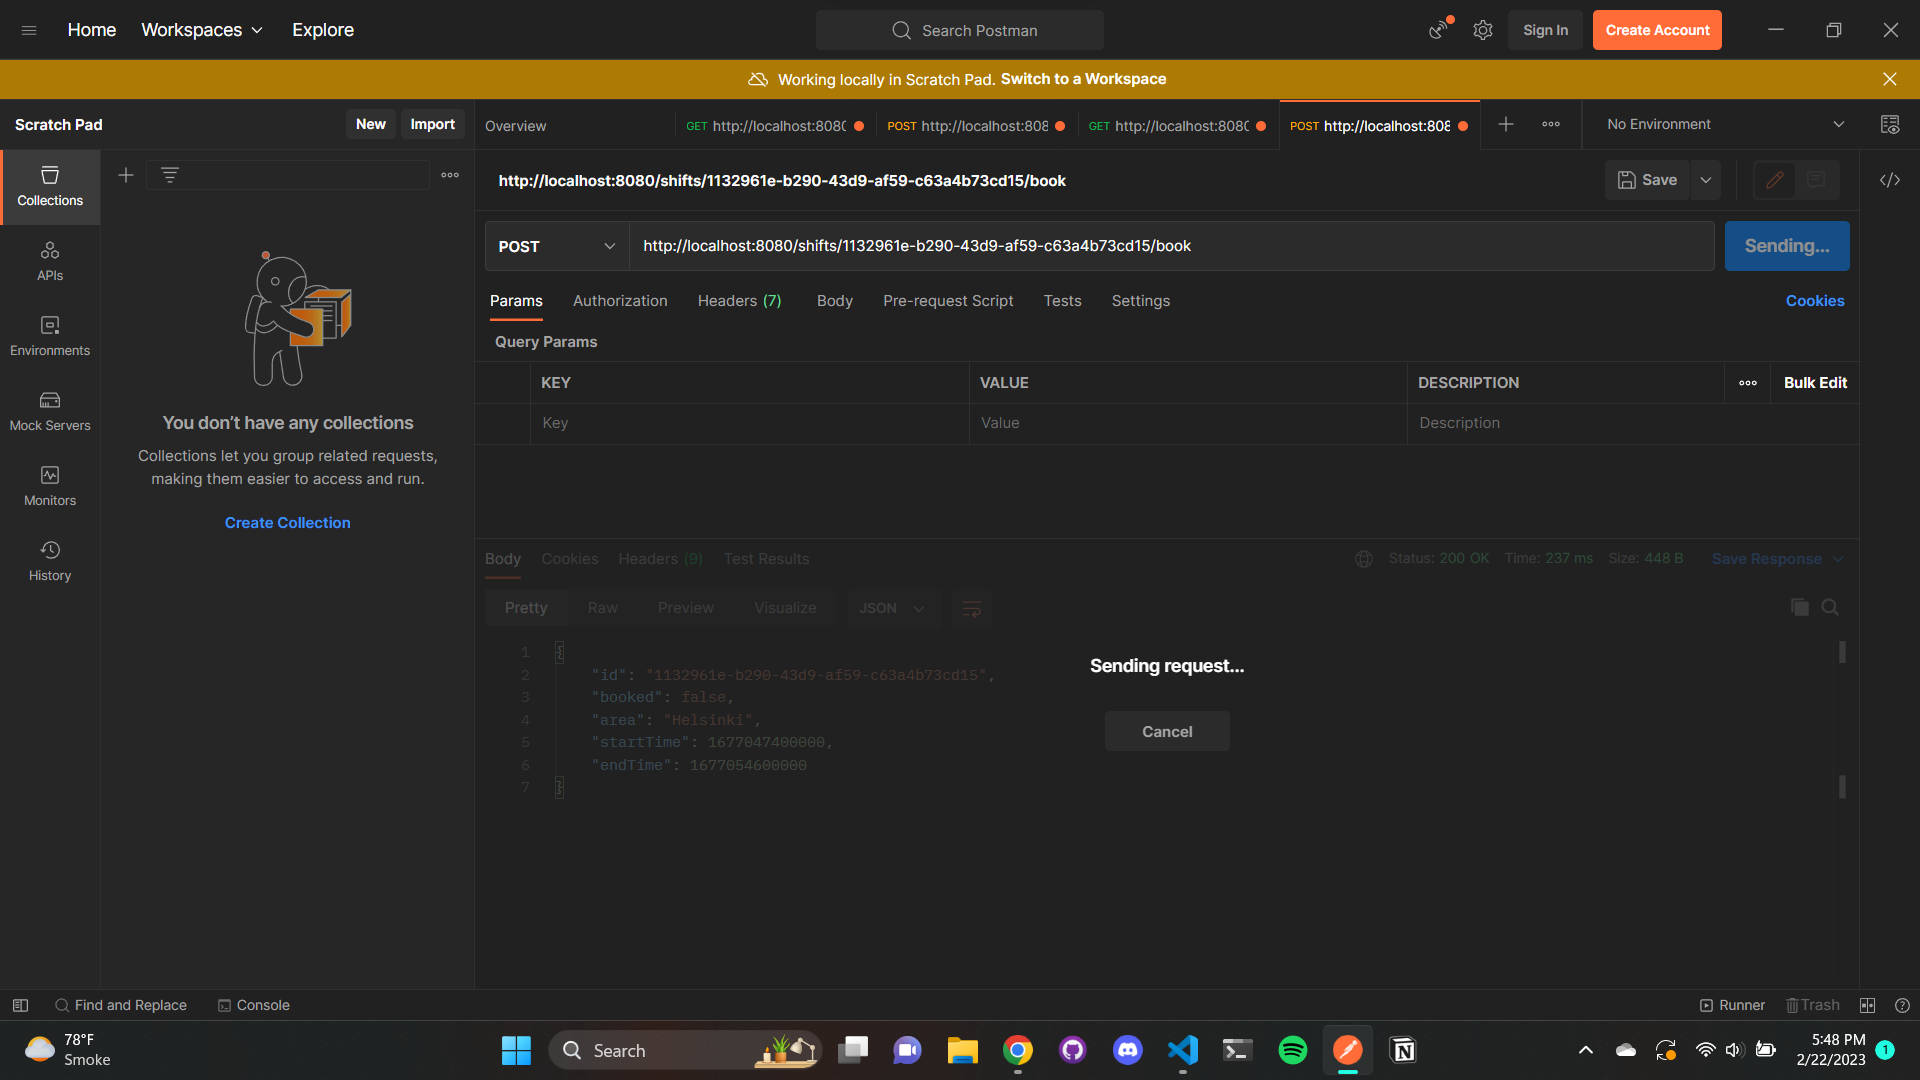 Home Workspaces Explore Search Postman Sign In Create Account
Working locally in Scratch Pad. Switch to a Workspace
Scratch Pad New Import Overview GET http://localhost:8080 POST http://localhost:808 GET http://localhost:8080 POST http://localhost:808 No Environment
Collections
APIs
Environments
Mock Servers
Monitors
History
You don’t have any collections
Collections let you group related requests,
making them easier to access and run.
Create Collection
http://localhost:8080/shifts/1132961e-b290-43d9-af59-c63a4b73cd15/book Save
POST http://localhost:8080/shifts/1132961e-b290-43d9-af59-c63a4b73cd15/book Sending...
Params Authorization Headers (7) Body Pre-request Script Tests Settings Cookies
Query Params
KEY VALUE DESCRIPTION Bulk Edit
Key Value Description
Body Cookies Headers (9) Test Results Status: 200 OK Time: 237 ms Size: 448 B Save Response
Pretty Raw Preview Visualize JSON
1 {
2 "id": "1132961e-b290-43d9-af59-c63a4b73cd15",
3 "booked": false,
4 "area": "Helsinki",
5 "startTime": 1677047400000,
6 "endTime": 1677054600000
7 }
Sending request...
Cancel
Find and Replace Console Runner Trash
78°F
Smoke
Search
5:48 PM
2/22/2023
1